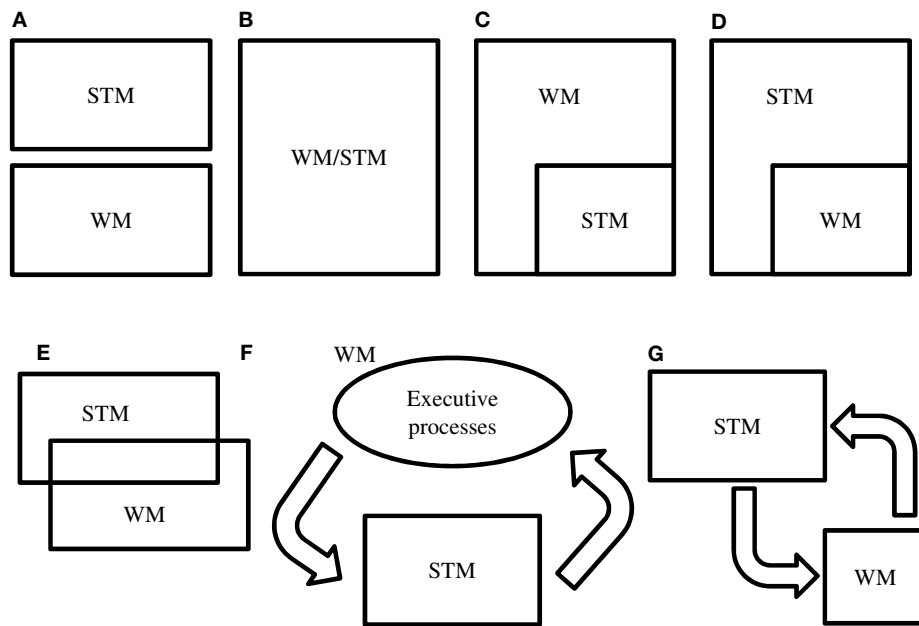 A
STM
WM
B
WM/STM
C
WM
STM
D
STM
WM
E
STM
WM
F
WM
Executive
processes
STM
G
STM
WM